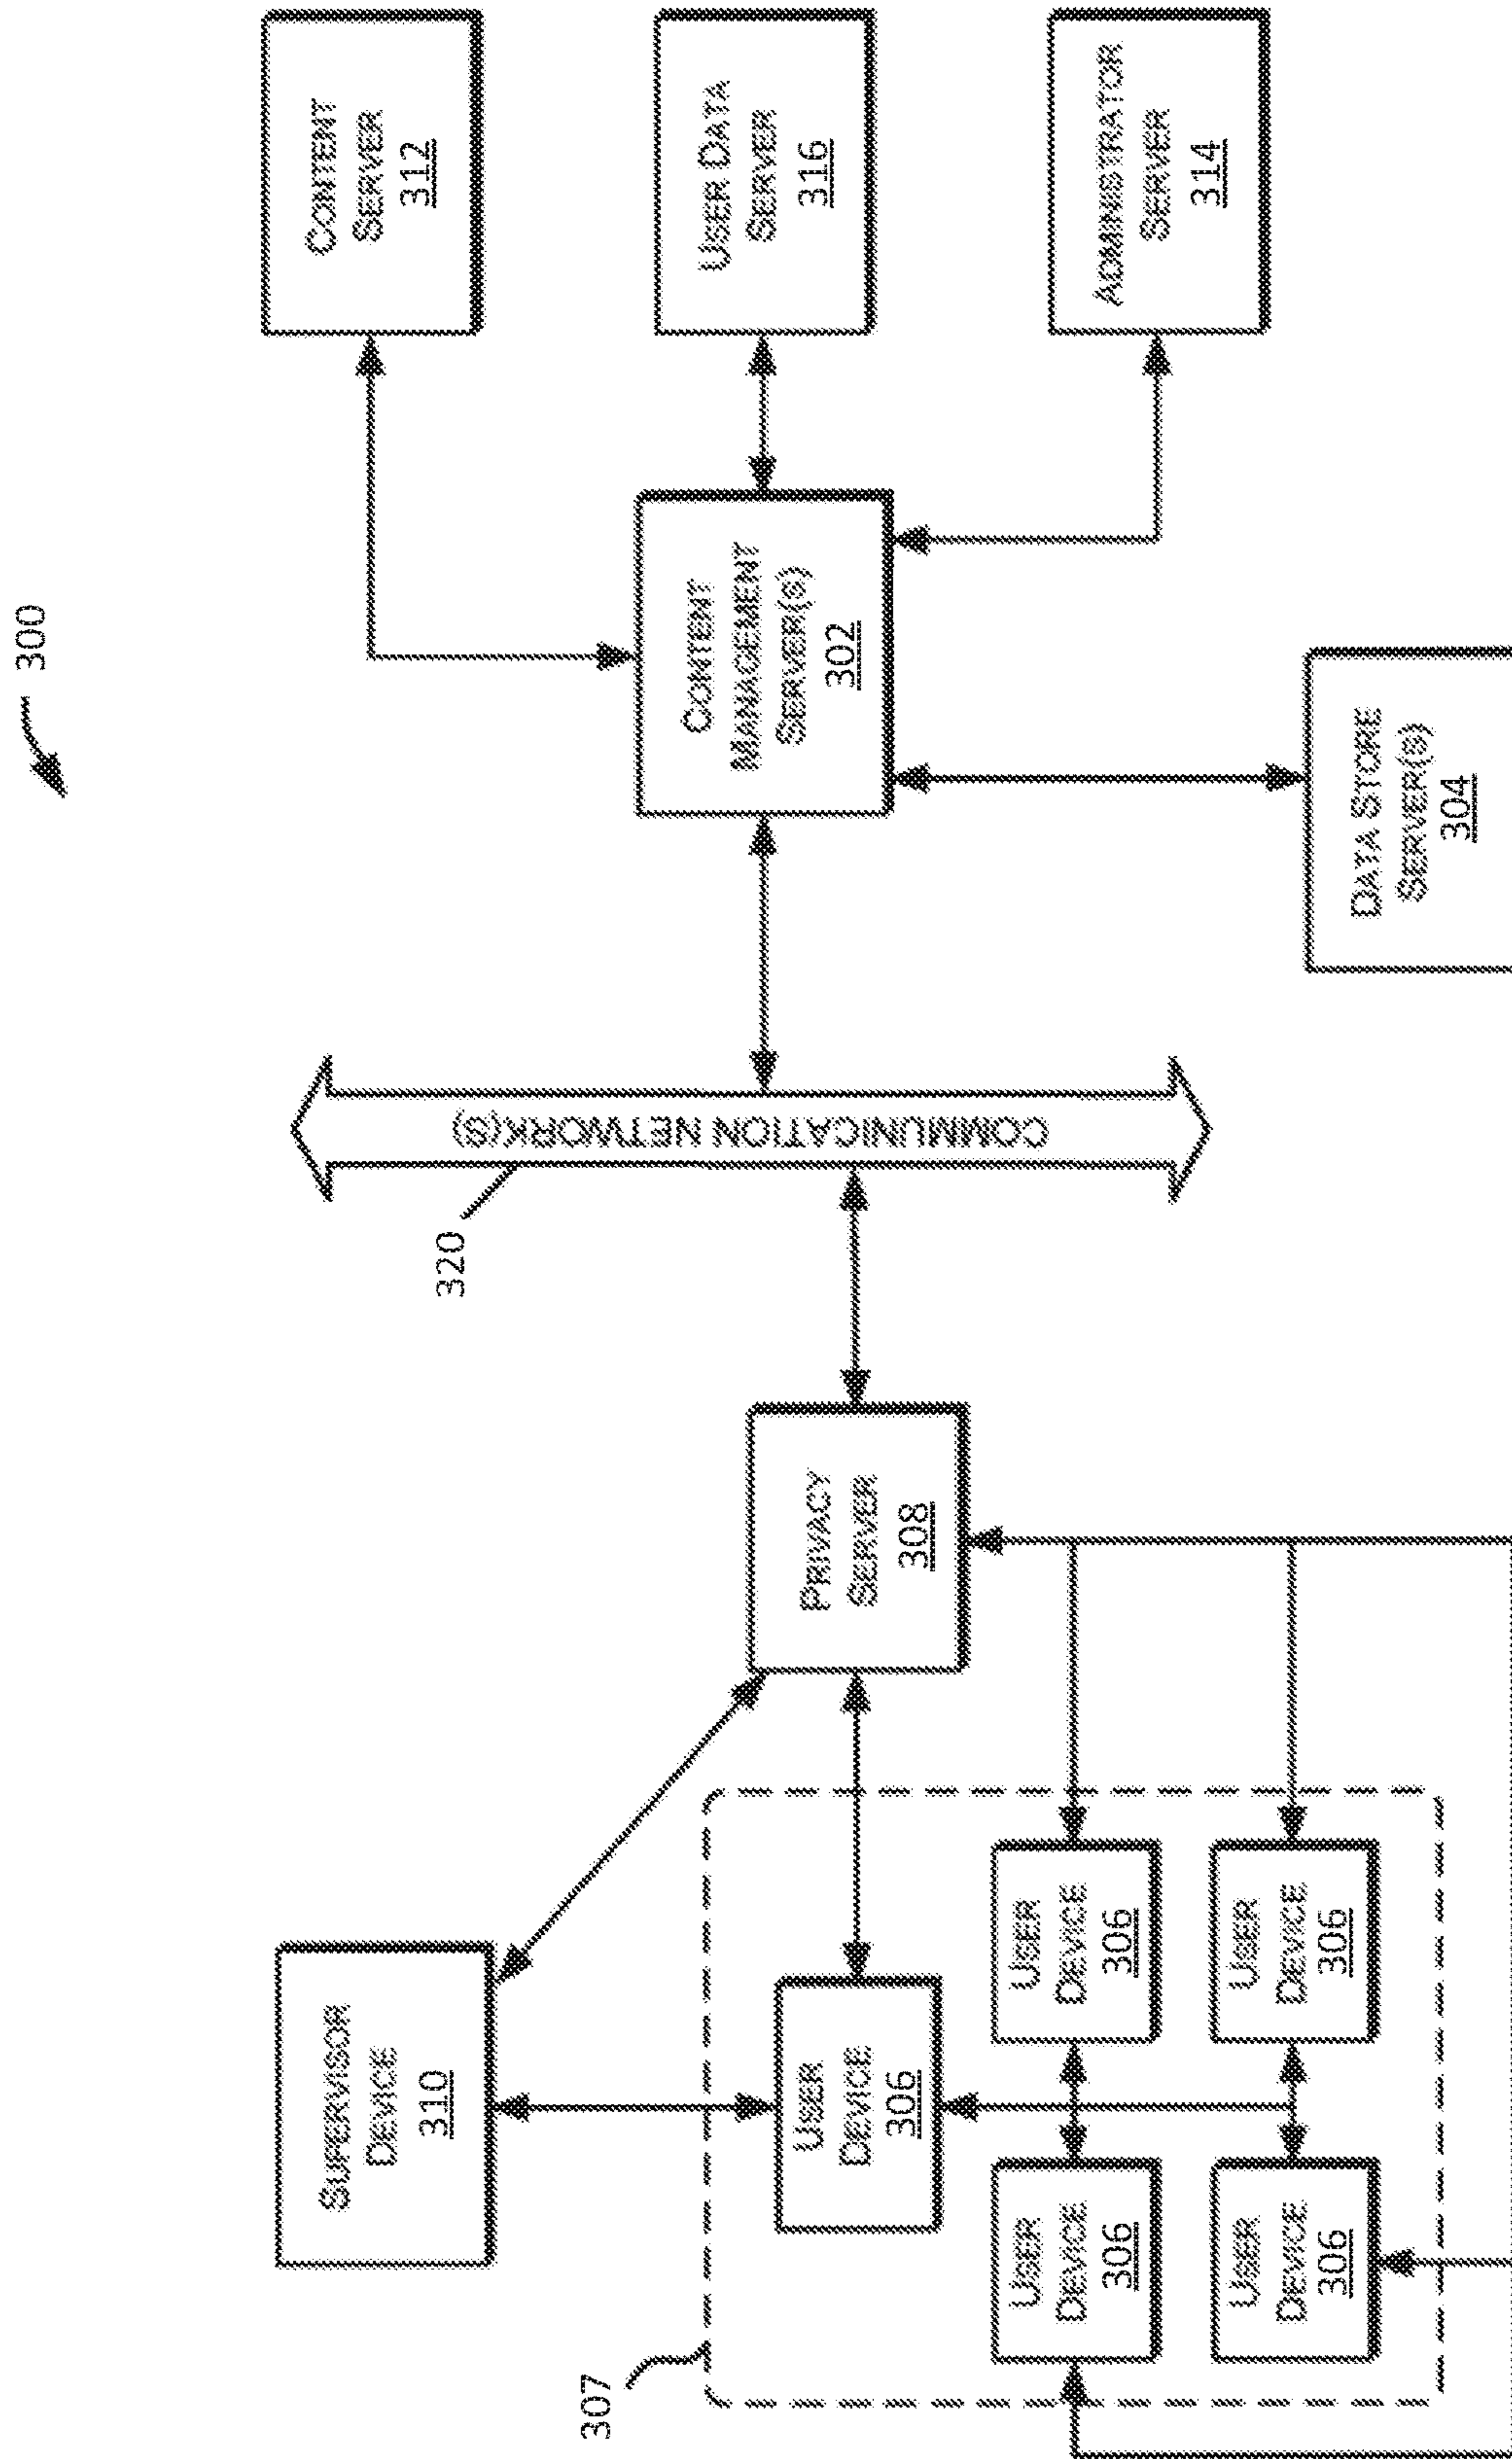 300
CONTENT
SERVER
312
USER DATA
SERVER
316
ADMINISTRATOR
SERVER
314
CONTENT
MANAGEMENT
SERVER(S)
302
DATA STORE
SERVER(S)
304
COMMUNICATION NETWORK(S)
320
PRIVACY
SERVER
308
SUPERVISOR
DEVICE
310
USER
DEVICE
306
USER
DEVICE
306
USER
DEVICE
306
USER
DEVICE
306
USER
DEVICE
306
307